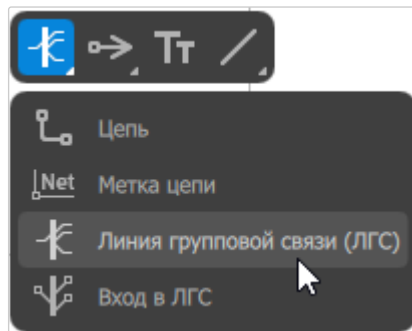 Тт
Цепь
Net Метка цепи
Линия групповой связи (ЛГС)
Вход в ЛГС